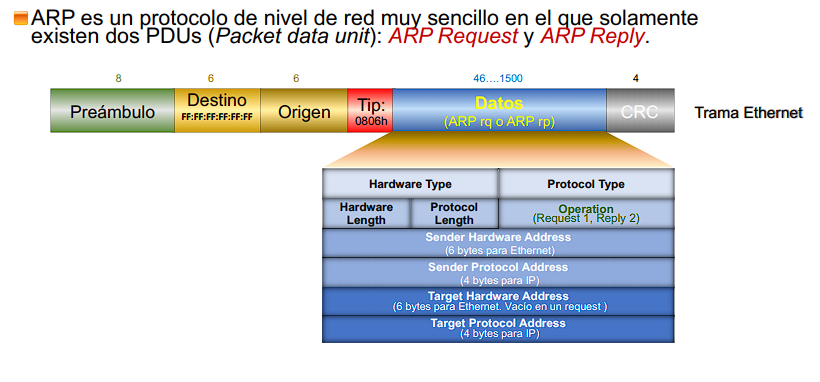 ARP es un protocolo de nivel de red muy sencillo en el que solamente
existen dos PDUs (Packet data unit): ARP Request y ARP Reply.
8 6 6 46....1500 4
Preámbulo
Destino
FF:FF:FF:FF:FF:FF
Origen
Tip:
0806h
Datos
(ARP rq o ARP rp)
CRC
Trama Ethernet
Hardware Type
Protocol Type
Hardware
Length
Protocol
Length
Operation
(Request 1, Reply 2)
Sender Hardware Address
(6 bytes para Ethernet)
Sender Protocol Address
(4 bytes para IP)
Target Hardware Address
(6 bytes para Ethernet. Vacío en un request )
Target Protocol Address
(4 bytes para IP)